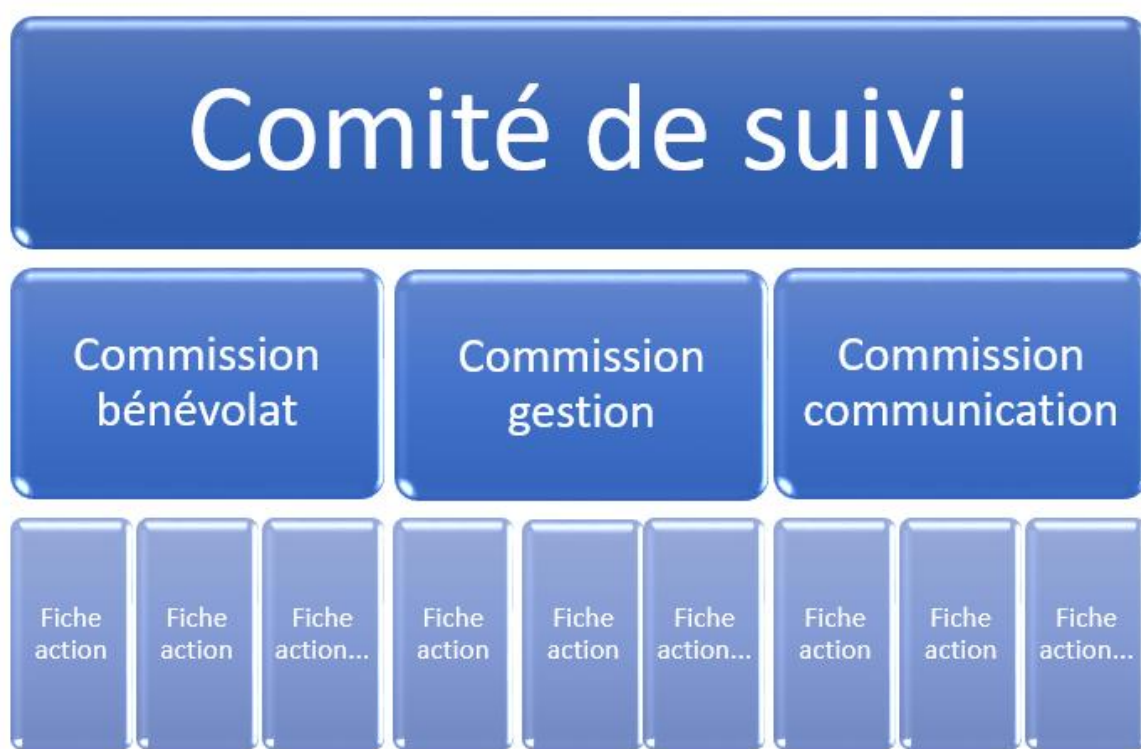 Comité de suivi
Commission
bénévolat
Commission
gestion
Commission
communication
Fiche
action
Fiche
action
Fiche
action...
Fiche
action
Fiche
action
Fiche
action...
Fiche
action
Fiche
action
Fiche
action...